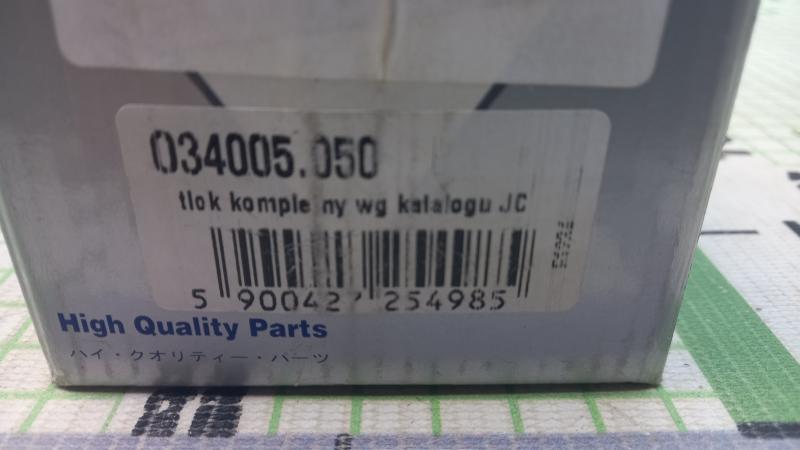 034005.050
tlok komple ny wg katalogu JC
5 900427 254985
High Quality Parts
ハイ・クオリティー・パーツ